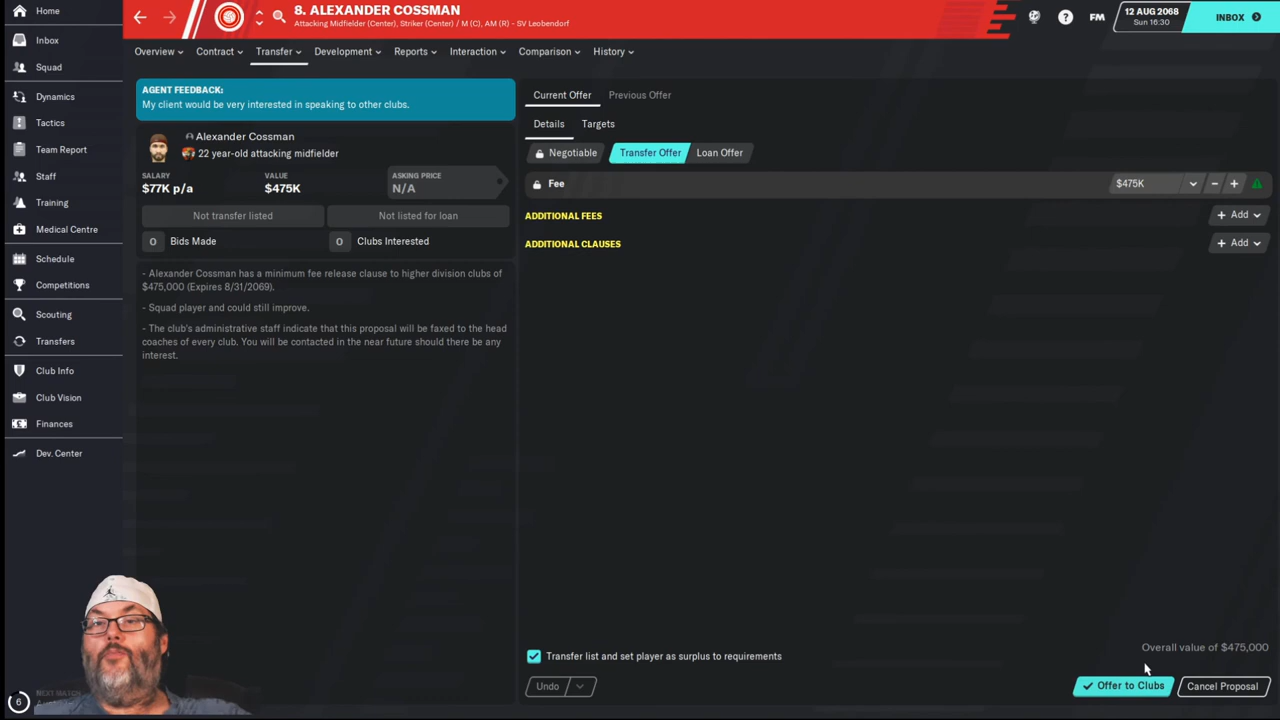 Home
Inbox
Squad
Dynamics
Tactics
Team Report
Staff
Training
Medical Centre
Schedule
Competitions
Scouting
Transfers
Club Info
Club Vision
Finances
Dev. Center
6
NEXT MATCH
8. ALEXANDER COSSMAN
Attacking Midfielder (Center), Striker (Center) / M (C), AM (R) - SV Leobendorf
?
FM
12 AUG 2068
Sun 16:30
INBOX
Overview
Contract
Transfer
Development
Reports
Interaction
Comparison
History
AGENT FEEDBACK:
My client would be very interested in speaking to other clubs.
Alexander Cossman
22 year-old attacking midfielder
SALARY
$77K p/a
VALUE
$475K
ASKING PRICE
N/A
Not transfer listed
Not listed for loan
0 Bids Made
0 Clubs Interested
- Alexander Cossman has a minimum fee release clause to higher division clubs of
$475,000 (Expires 8/31/2069).
- Squad player and could still improve.
- The club's administrative staff indicate that this proposal will be faxed to the head
coaches of every club. You will be contacted in the near future should there be any
interest.
Current Offer
Previous Offer
Details
Targets
Negotiable
Transfer Offer
Loan Offer
Fee
$475K
ADDITIONAL FEES
+ Add
ADDITIONAL CLAUSES
+ Add
Transfer list and set player as surplus to requirements
Overall value of $475,000
Undo
Offer to Clubs
Cancel Proposal